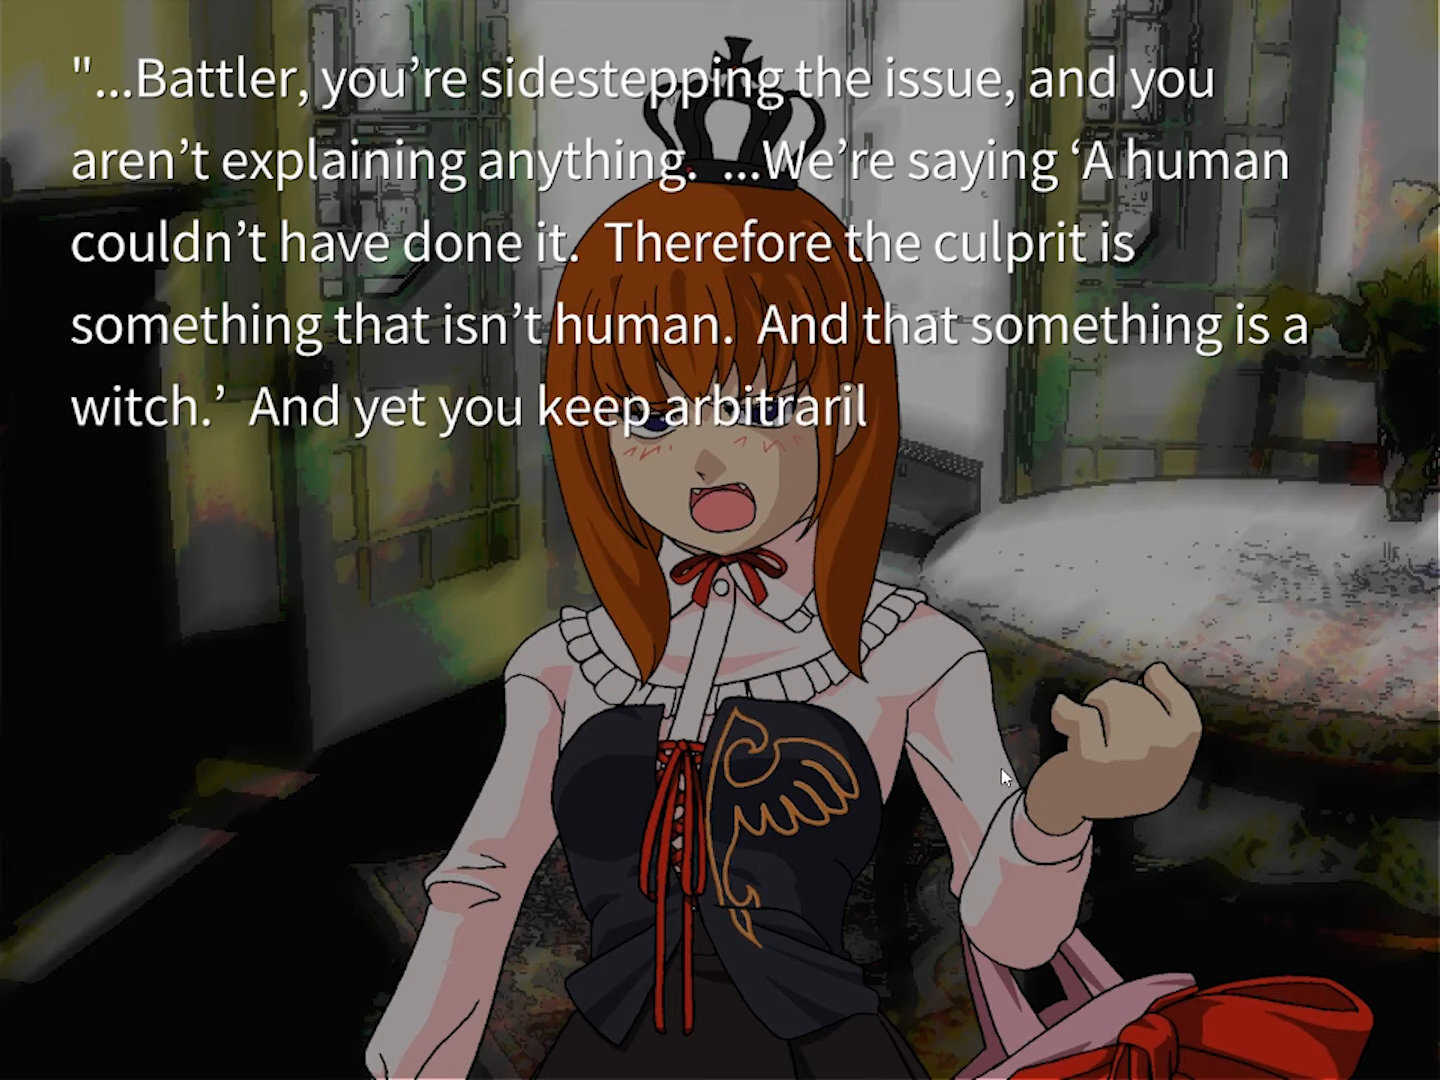 "...Battler, you’re sidestepping the issue, and you
aren’t explaining anything.  ...We’re saying ‘A human
couldn’t have done it.  Therefore the culprit is
something that isn’t human.  And that something is a
witch.’  And yet you keep arbitraril